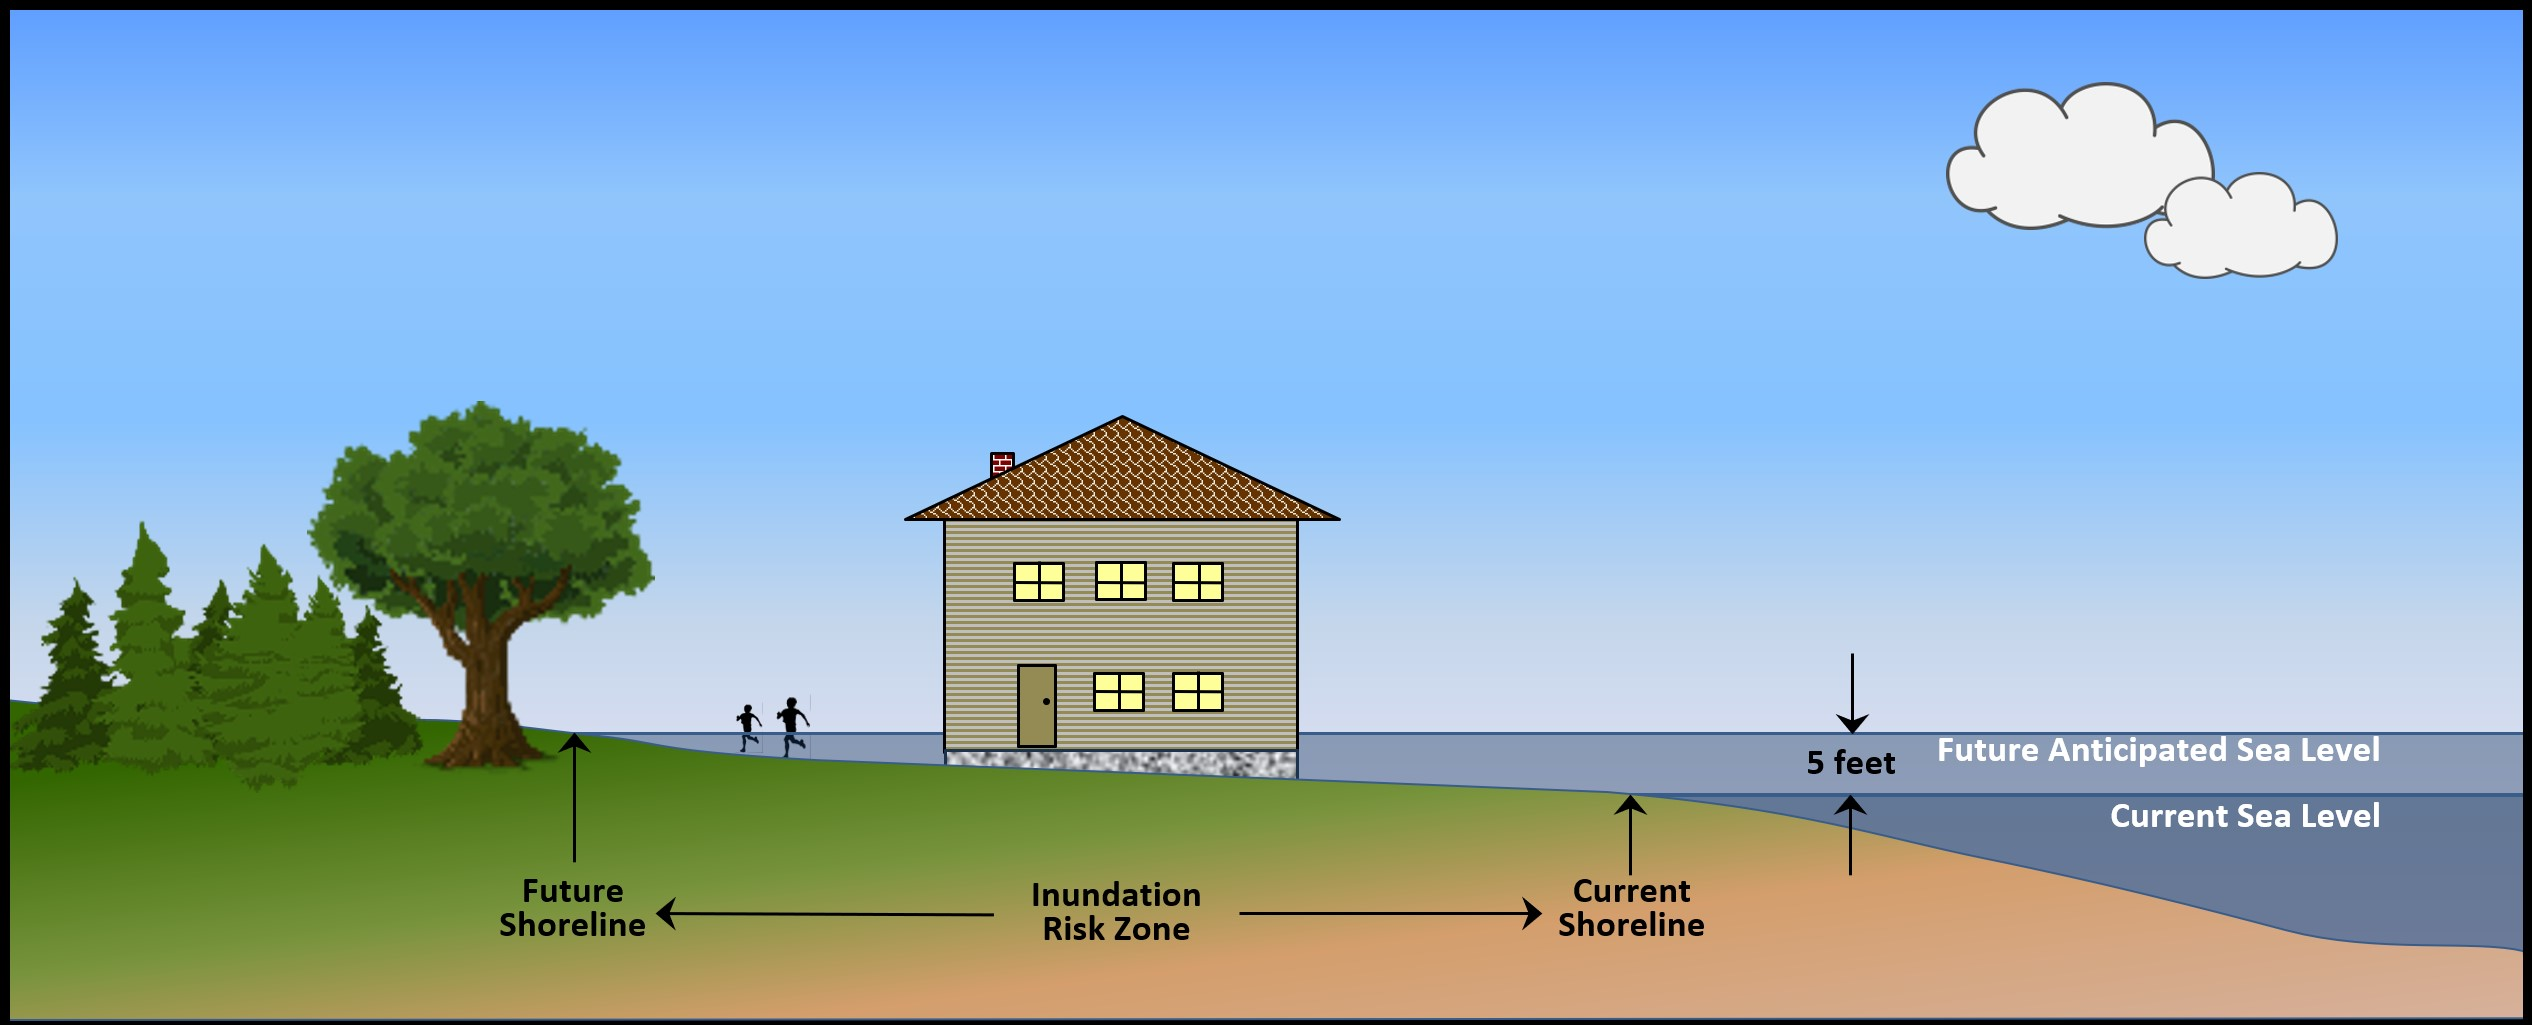 5 feet
Future Anticipated Sea Level
Current Sea Level
Future
Shoreline
Inundation
Risk Zone
Current
Shoreline